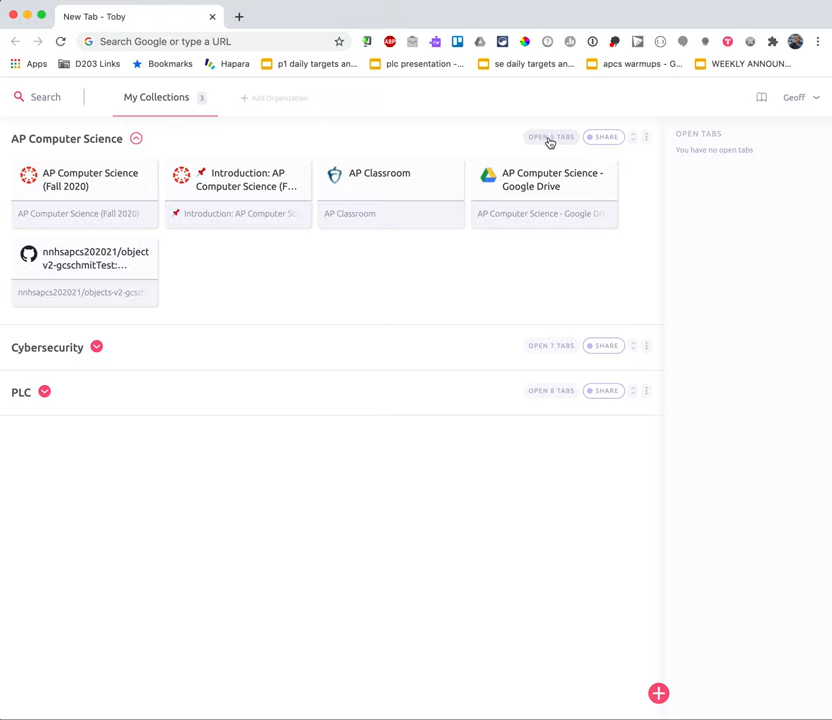 New Tab - Toby
Search Google or type a URL
Apps
D203 Links
Bookmarks
Hapara
p1 daily targets an...
plc presentation -...
se daily targets an...
apcs warmups - G...
WEEKLY ANNOUN...
Search
My Collections 3
Add Organization
Geoff
AP Computer Science
OPEN 5 TABS
SHARE
OPEN TABS
You have no open tabs
AP Computer Science
(Fall 2020)
AP Computer Science (Fall 2020)
Introduction: AP
Computer Science (F...
Introduction: AP Computer Sc
AP Classroom
AP Classroom
AP Computer Science -
Google Drive
AP Computer Science - Google Dri
nnhsapcs202021/object
v2-gcschmitTest:...
nnhsapcs202021/objects-v2-gcsch
Cybersecurity
OPEN 7 TABS
SHARE
PLC
OPEN 8 TABS
SHARE